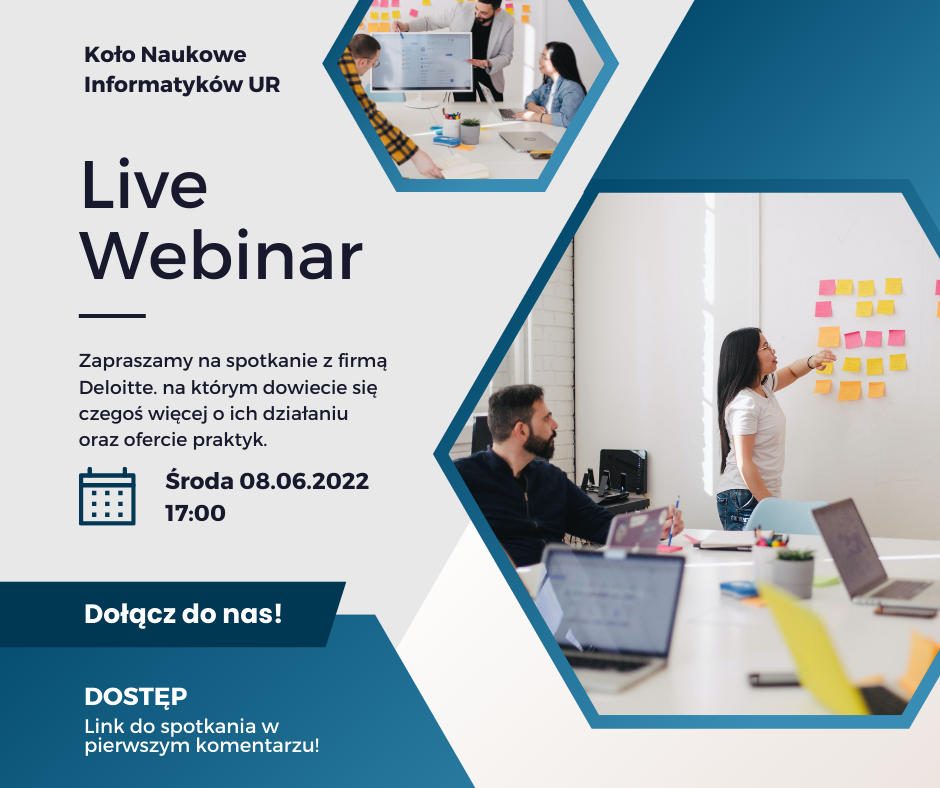 Koło Naukowe
Informatyków UR
Live
Webinar
Zapraszamy na spotkanie z firmą
Deloitte. na którym dowiecie się
czegoś więcej o ich działaniu
oraz ofercie praktyk.
Środa 08.06.2022
17:00
Dołącz do nas!
DOSTĘP
Link do spotkania w
pierwszym komentarzu!